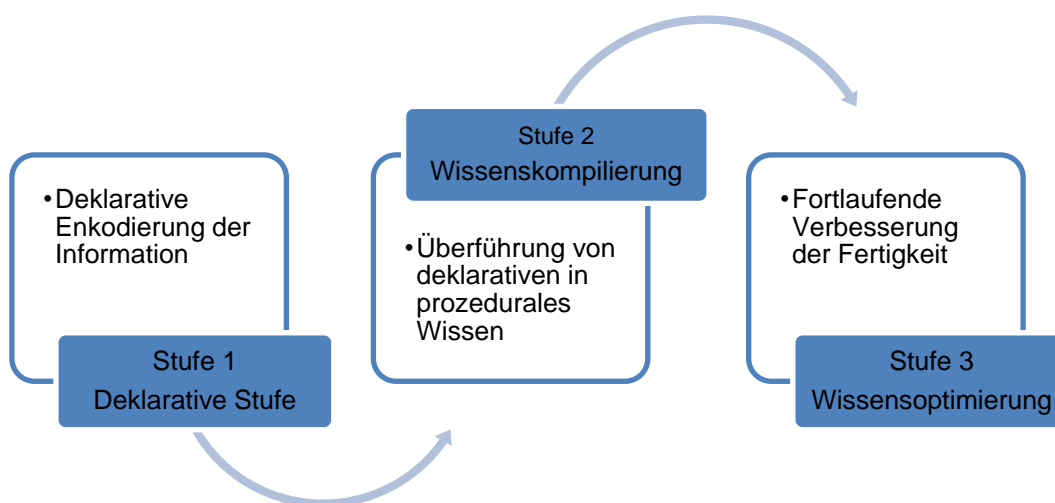 •Deklarative
Enkodierung der
Information
Stufe 1
Deklarative Stufe
Stufe 2
Wissenskompilierung
•Überführung von
deklarativen in
prozedurales
Wissen
•Fortlaufende
Verbesserung
der Fertigkeit
Stufe 3
Wissensoptimierung